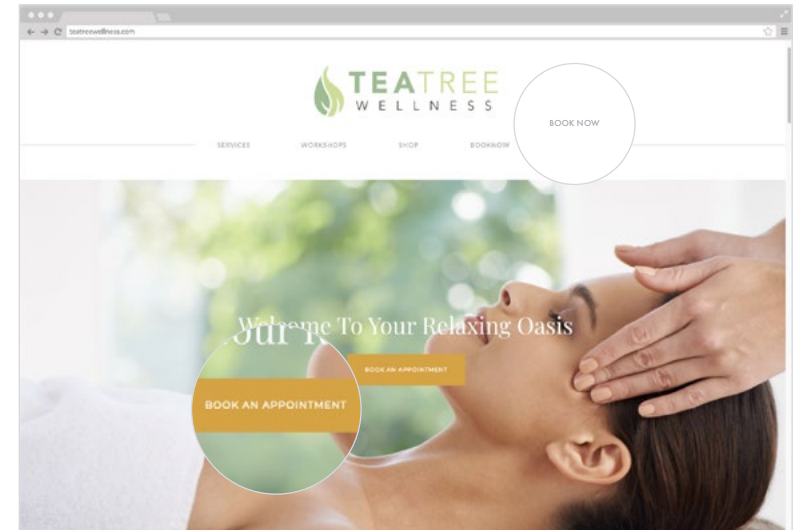 teatreewellness.com
TEATREE
WELLNESS
BOOK NOW
SERVICES WORKSHOPS SHOP BOOKNOW
Welcome To Your Relaxing Oasis
BOOK AN APPOINTMENT
BOOK AN APPOINTMENT